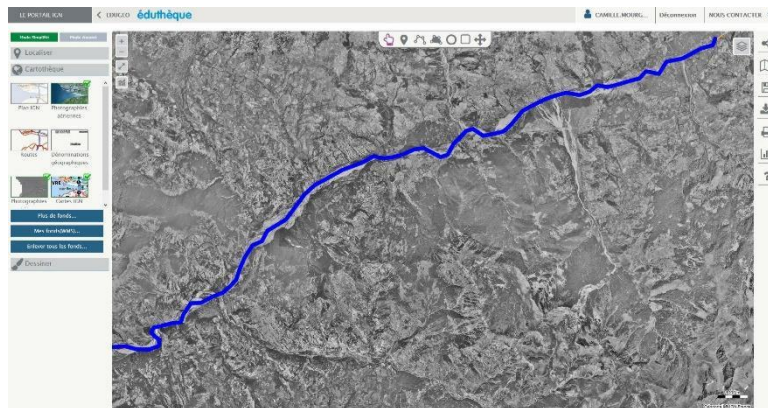 LE PORTAIL IGN
éduthèque
CAMILLE.MOURG...
Déconnexion
NOUS CONTACTER
Localiser
Cartothèque
Plan IGN
Photographies
aériennes
Routes
Dénominations
géographiques
Photographies
Cartes IGN
Plus de fonds...
Mes fonds(WMS)...
Enlever tous les fonds...
Dessiner